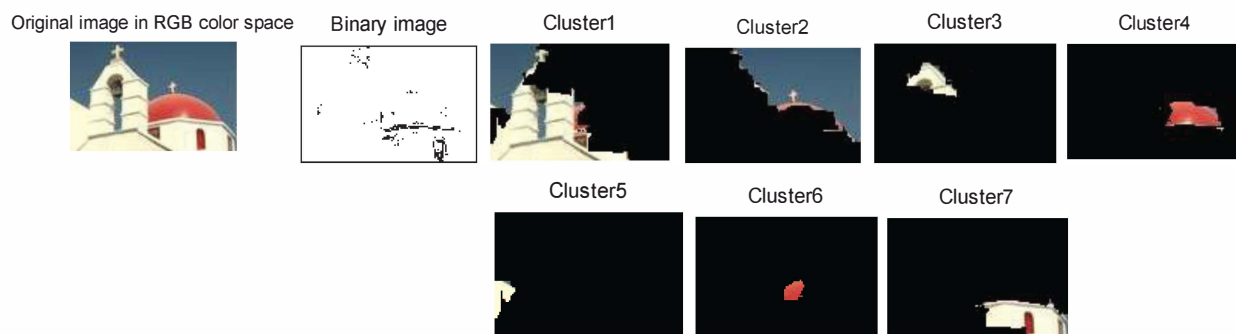 Original image in RGB color space
Binary image
Cluster1
Cluster2
Cluster3
Cluster4
Cluster5
Cluster6
Cluster7